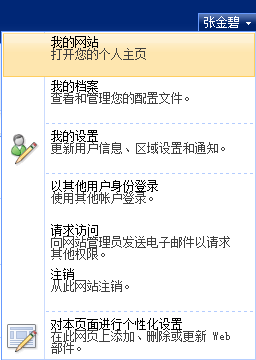 张金碧
我的网站
打开您的个人主页
我的档案
查看和管理您的配置文件。
我的设置
更新用户信息、区域设置和通知。
以其他用户身份登录
使用其他帐户登录。
请求访问
向网站管理员发送电子邮件以请求
其他权限。
注销
从此网站注销。
对本页面进行个性化设置
在此网页上添加、删除或更新 Web
部件。